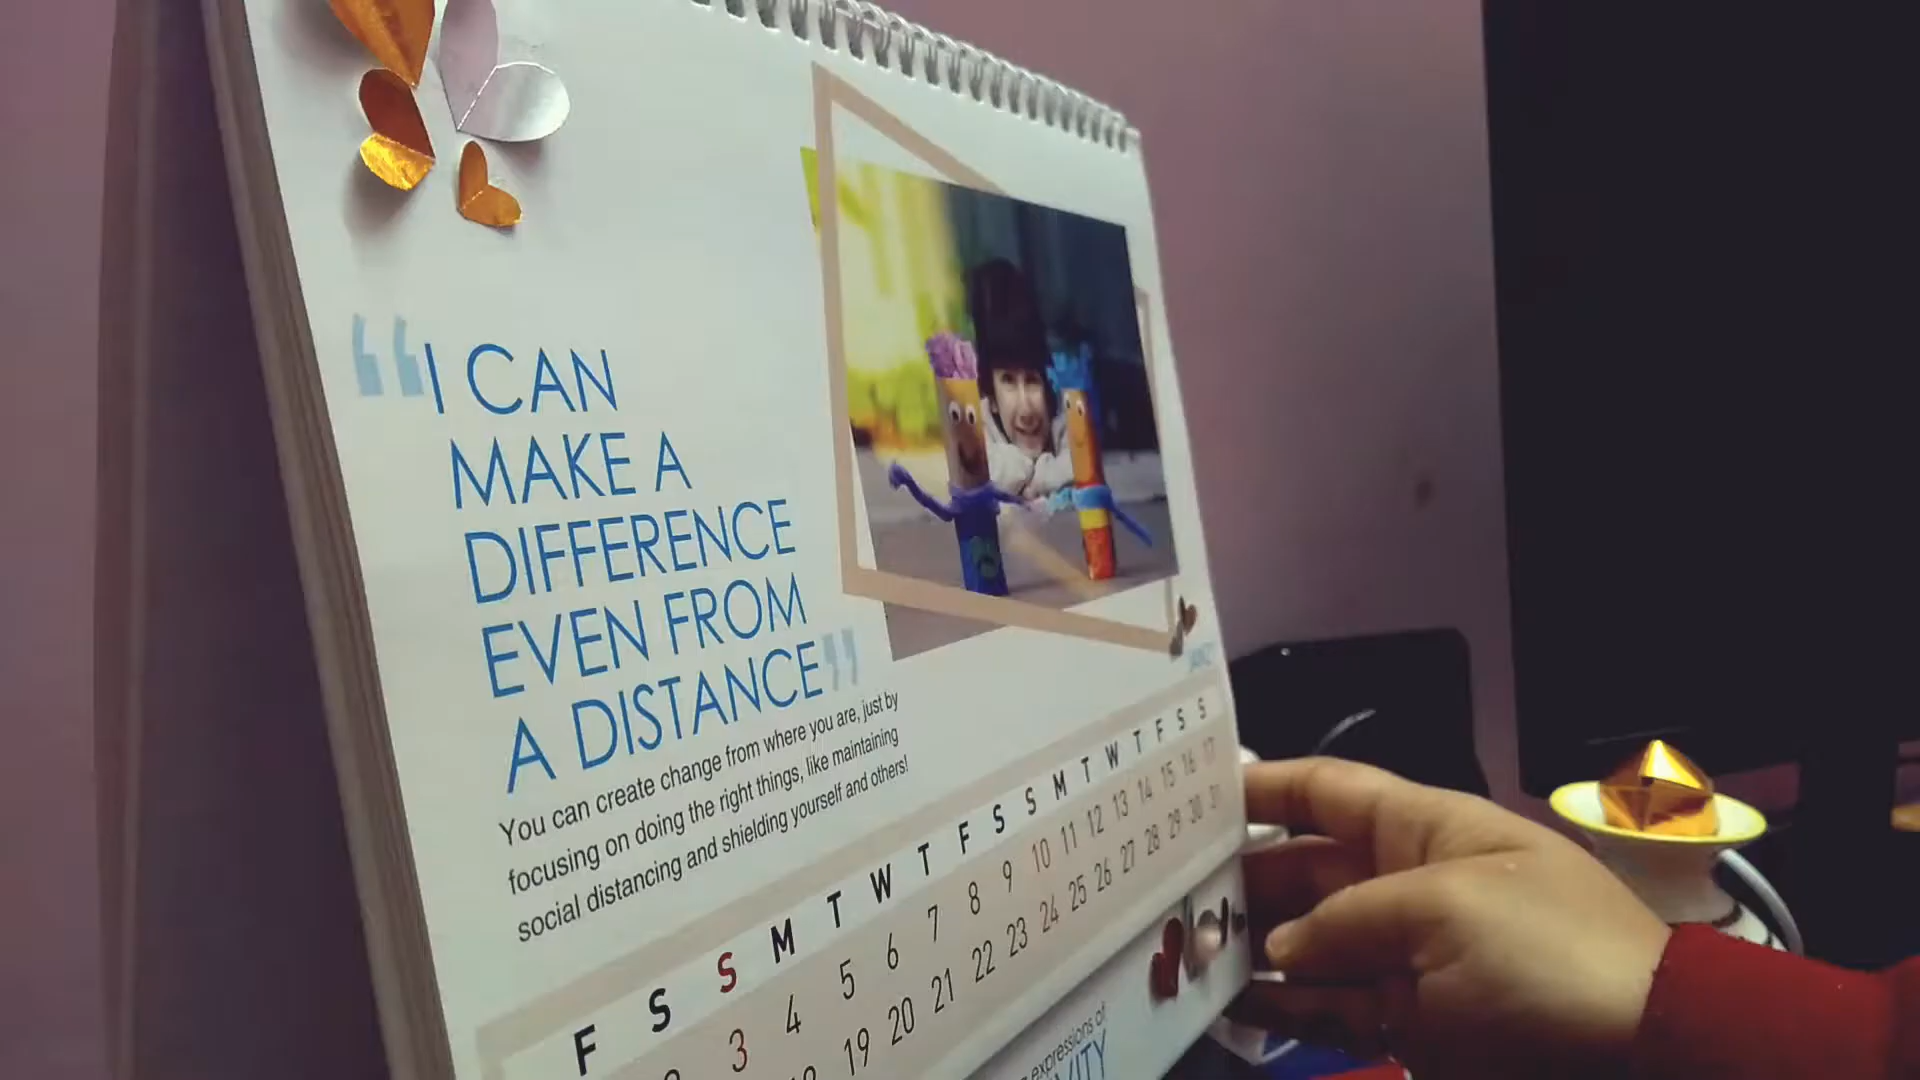 “I CAN
MAKE A
DIFFERENCE
EVEN FROM
A DISTANCE”
You can create change from where you are, just by
focusing on doing the right things, like maintaining
social distancing and shielding yourself and others!
F S S M T W T F S S M T W T F S S
3 4 5 6 7 8 9 10 11 12 13 14 15 16 17
19 20 21 22 23 24 25 26 27 28 29 30 31
expressions of